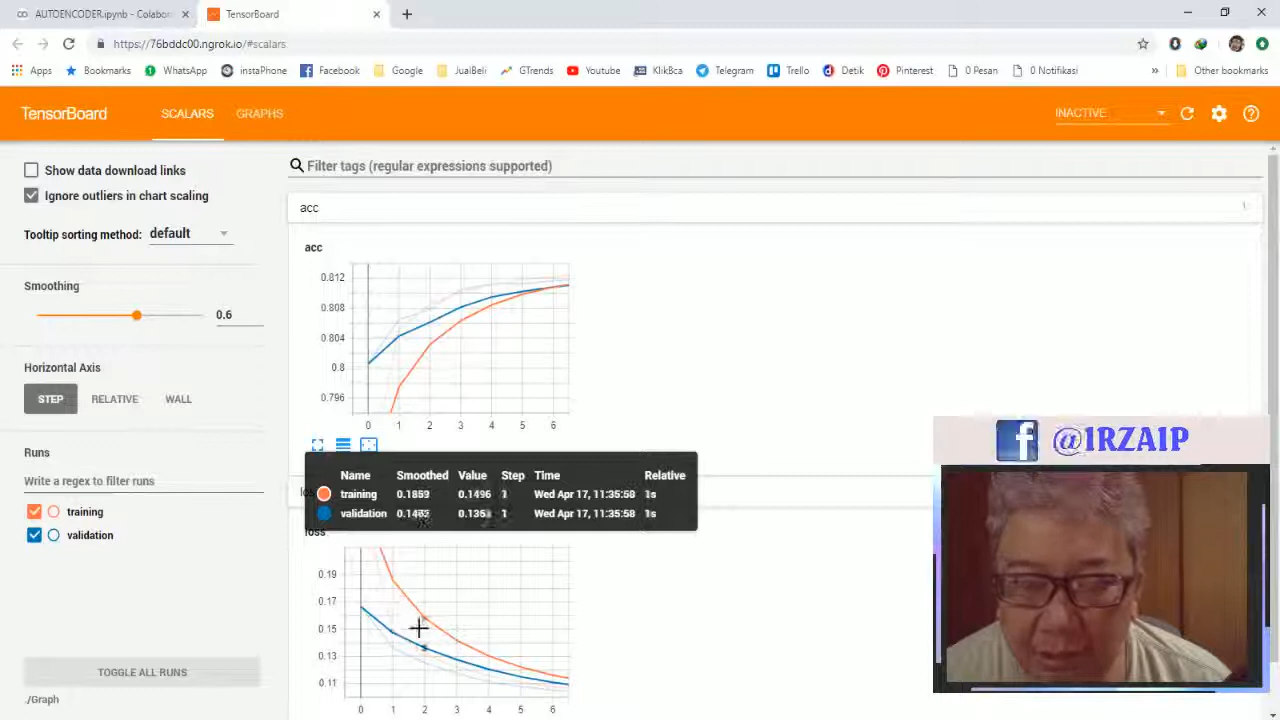 AUTOENCODER.ipynb - Colabor
TensorBoard
https://76bddc00.ngrok.io/#scalars
Apps
Bookmarks
WhatsApp
instaPhone
Facebook
Google
JualBeli
GTrends
Youtube
KlikBca
Telegram
Trello
Detik
Pinterest
0 Pesan
0 Notifikasi
»
Other bookmarks
TensorBoard
SCALARS
GRAPHS
INACTIVE
Show data download links
Ignore outliers in chart scaling
Tooltip sorting method: default
Smoothing
0.6
Horizontal Axis
STEP RELATIVE WALL
Runs
Write a regex to filter runs
training
validation
TOGGLE ALL RUNS
./Graph
Filter tags (regular expressions supported)
acc
acc
0.812
0.808
0.804
0.8
0.796
0 1 2 3 4 5 6
Name Smoothed Value Step Time Relative
training 0.1859 0.1496 1 Wed Apr 17, 11:35:58 1s
validation Wed Apr 17, 11:35:58 1s
loss
0.19
0.17
0.15
0.13
0.11
0 1 2 3 4 5 6
@IRZAIP